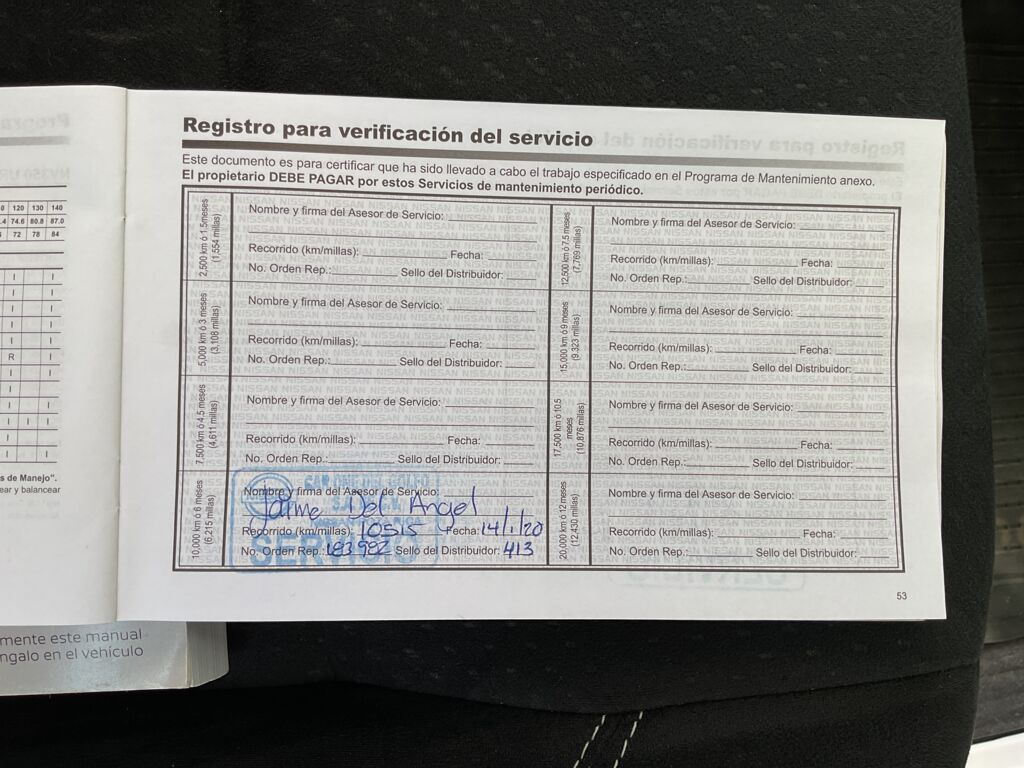 0 120 130 140
.4 74.6 80.8 87.0
72 78 84
I I
I I
I I
I I
I I
R I
I
I I
I I
I
I I I
s de Manejo".
ear y balancear
mente este manual
ngalo en el vehículo
Registro para verificación del servicio
Este documento es para certificar que ha sido llevado a cabo el trabajo especificado en el Programa de Mantenimiento anexo.
El propietario DEBE PAGAR por estos Servicios de mantenimiento periódico.
2,500 km ó 1.5meses
(1,554 millas)
Nombre y firma del Asesor de Servicio:
Recorrido (km/millas): Fecha:
No. Orden Rep.: Sello del Distribuidor:
5,000 km ó 3 meses
(3,108 millas)
Nombre y firma del Asesor de Servicio:
Recorrido (km/millas): Fecha:
No. Orden Rep.: Sello del Distribuidor:
7,500 km ó 4.5 meses
(4,611 millas)
Nombre y firma del Asesor de Servicio:
Recorrido (km/millas): Fecha:
No. Orden Rep.: Sello del Distribuidor:
10,000 km ó 6 meses
(6,215 millas)
Nombre y firma del Asesor de Servicio:
Jaime Del Angel
Recorrido (km/millas): 10515 Fecha: 14/1/20
No. Orden Rep.: 183982 Sello del Distribuidor: 413
SERVICIO
12,500 km ó 7.5 meses
(7,769 millas)
Nombre y firma del Asesor de Servicio:
Recorrido (km/millas): Fecha:
No. Orden Rep.: Sello del Distribuidor:
15,000 km ó 9 meses
(9,323 millas)
Nombre y firma del Asesor de Servicio:
Recorrido (km/millas): Fecha:
No. Orden Rep.: Sello del Distribuidor:
17,500 km ó 10.5
meses
(10,876 millas)
Nombre y firma del Asesor de Servicio:
Recorrido (km/millas): Fecha:
No. Orden Rep.: Sello del Distribuidor:
20,000 km ó 12 meses
(12,430 millas)
Nombre y firma del Asesor de Servicio:
Recorrido (km/millas): Fecha:
No. Orden Rep.: Sello del Distribuidor:
53